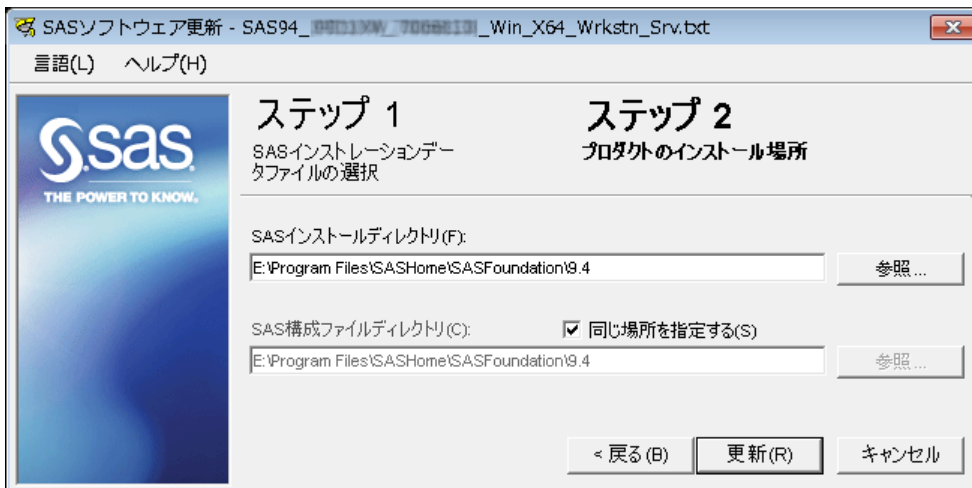 SASソフトウェア更新 - SAS94_ _Win_X64_Wrkstn_Srv.txt
言語(L) ヘルプ(H)
sas
THE POWER TO KNOW.
ステップ 1
SASインストレーションデー
タファイルの選択
ステップ 2
プロダクトのインストール場所
SASインストールディレクトリ(F):
E:\Program Files\SASHome\SASFoundation\9.4
参照...
SAS構成ファイルディレクトリ(C):
同じ場所を指定する(S)
E:\Program Files\SASHome\SASFoundation\9.4
参照...
< 戻る(B)
更新(R)
キャンセル